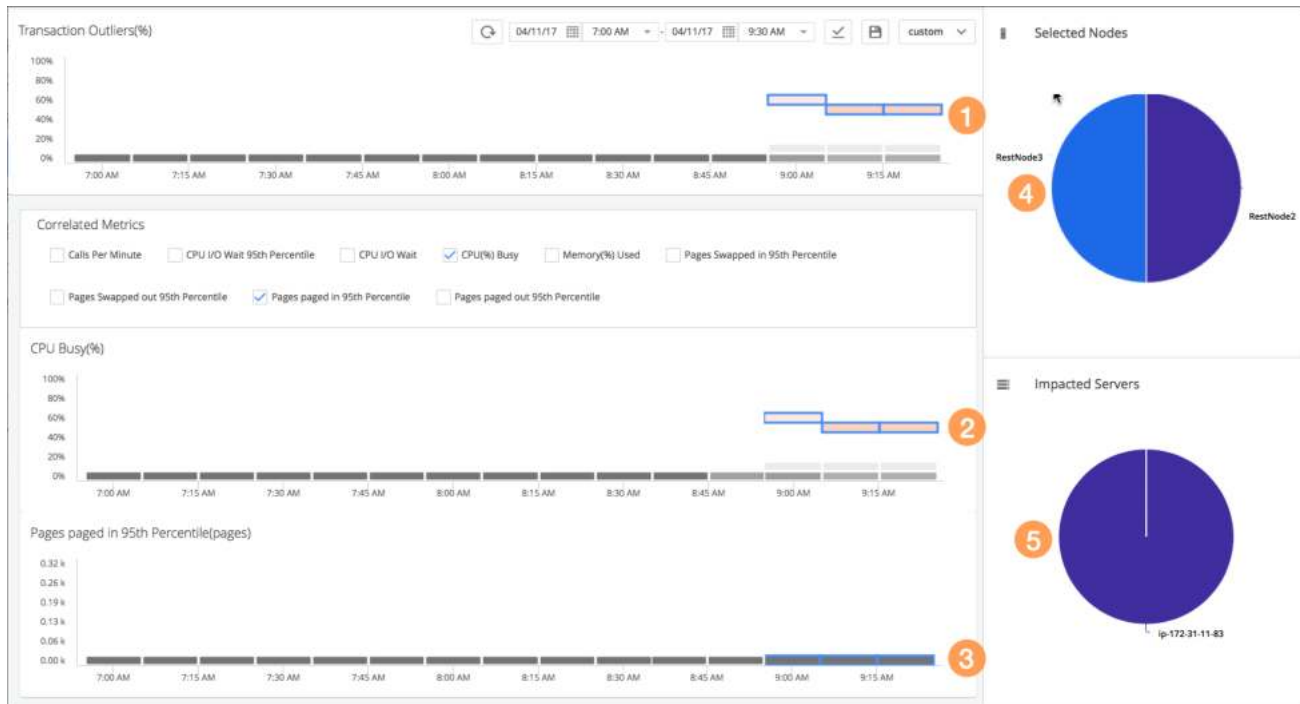 Transaction Outliers(%)
04/11/17 7:00 AM - 04/11/17 9:30 AM custom
100%
80%
60%
40%
20%
0%
7:00 AM 7:15 AM 7:30 AM 7:45 AM 8:00 AM 8:15 AM 8:30 AM 8:45 AM 9:00 AM 9:15 AM
1
Correlated Metrics
Calls Per Minute CPU I/O Wait 95th Percentile CPU I/O Wait CPU(%) Busy Memory(%) Used Pages Swapped in 95th Percentile
Pages Swapped out 95th Percentile Pages paged in 95th Percentile Pages paged out 95th Percentile
CPU Busy(%)
100%
80%
60%
40%
20%
0%
7:00 AM 7:15 AM 7:30 AM 7:45 AM 8:00 AM 8:15 AM 8:30 AM 8:45 AM 9:00 AM 9:15 AM
2
Pages paged in 95th Percentile(pages)
0.32 k
0.26 k
0.19 k
0.13 k
0.06 k
0.00 k
7:00 AM 7:15 AM 7:30 AM 7:45 AM 8:00 AM 8:15 AM 8:30 AM 8:45 AM 9:00 AM 9:15 AM
3
Selected Nodes
RestNode3
4
RestNode2
Impacted Servers
5
ip-172-31-11-83